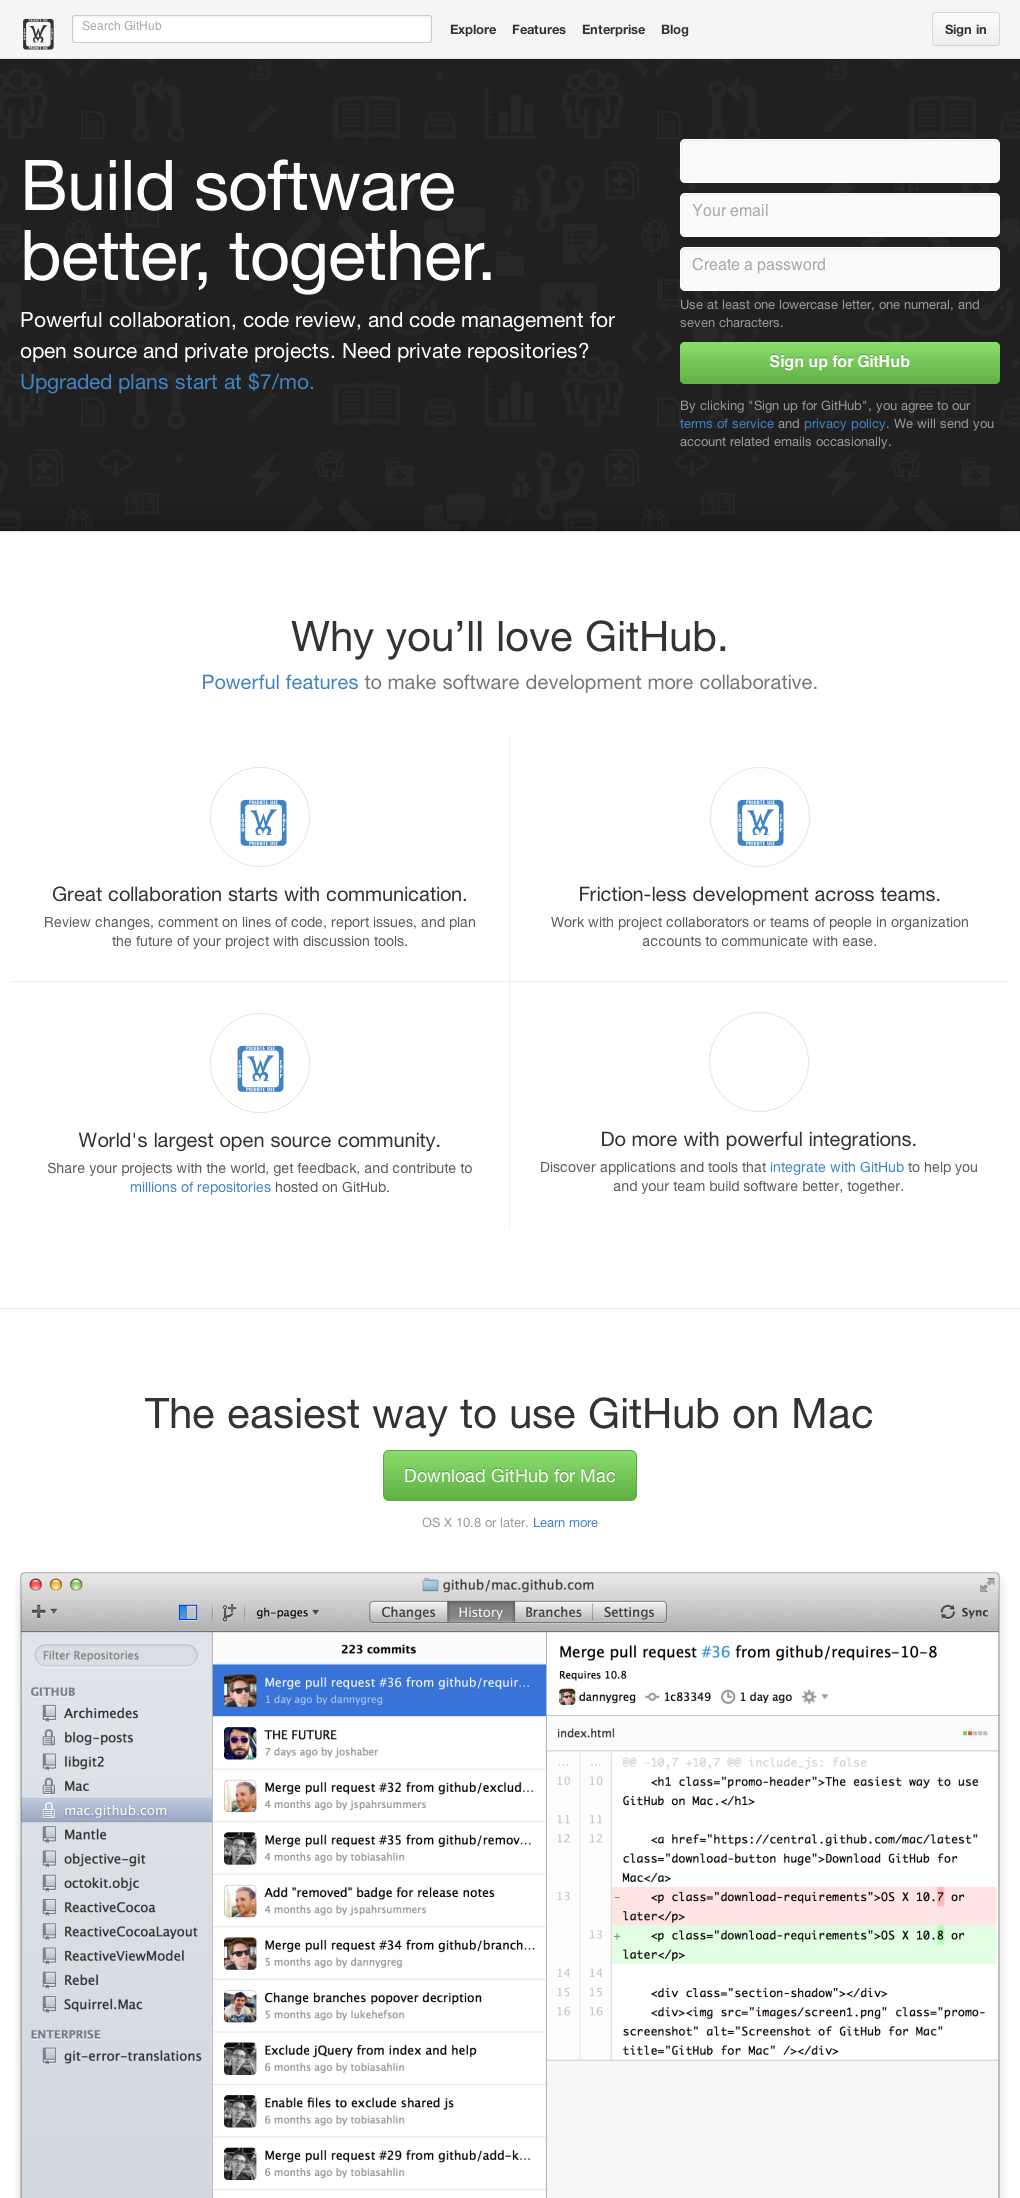 Search GitHub
Explore Features Enterprise Blog
Sign in
Build software
better, together.
Powerful collaboration, code review, and code management for
open source and private projects. Need private repositories?
Upgraded plans start at $7/mo.
Your email
Create a password
Use at least one lowercase letter, one numeral, and
seven characters.
Sign up for GitHub
By clicking "Sign up for GitHub", you agree to our
terms of service and privacy policy. We will send you
account related emails occasionally.
Why you’ll love GitHub.
Powerful features to make software development more collaborative.
PRIVATE USE
PRIVATE USE
Great collaboration starts with communication.
Review changes, comment on lines of code, report issues, and plan
the future of your project with discussion tools.
PRIVATE USE
PRIVATE USE
Friction-less development across teams.
Work with project collaborators or teams of people in organization
accounts to communicate with ease.
PRIVATE USE
PRIVATE USE
World's largest open source community.
Share your projects with the world, get feedback, and contribute to
millions of repositories hosted on GitHub.
Do more with powerful integrations.
Discover applications and tools that integrate with GitHub to help you
and your team build software better, together.
The easiest way to use GitHub on Mac
Download GitHub for Mac
OS X 10.8 or later. Learn more
github/mac.github.com
gh-pages
Changes History Branches Settings
Sync
Filter Repositories
GITHUB
Archimedes
blog-posts
libgit2
Mac
mac.github.com
Mantle
objective-git
octokit.objc
ReactiveCocoa
ReactiveCocoaLayout
ReactiveViewModel
Rebel
Squirrel.Mac
ENTERPRISE
git-error-translations
223 commits
Merge pull request #36 from github/requir...
1 day ago by dannygreg
THE FUTURE
7 days ago by joshaber
Merge pull request #32 from github/exclud...
4 months ago by jspahrsummers
Merge pull request #35 from github/remov...
4 months ago by tobiasahlin
Add "removed" badge for release notes
4 months ago by jspahrsummers
Merge pull request #34 from github/branch...
5 months ago by dannygreg
Change branches popover decription
5 months ago by lukehefson
Exclude jQuery from index and help
6 months ago by tobiasahlin
Enable files to exclude shared js
6 months ago by tobiasahlin
Merge pull request #29 from github/add-k...
6 months ago by tobiasahlin
Merge pull request #36 from github/requires-10-8
Requires 10.8
dannygreg 1c83349 1 day ago
index.html
... ... @@ -10,7 +10,7 @@ include_js: false
10 10 <h1 class="promo-header">The easiest way to use
GitHub on Mac.</h1>
11 11
12 12 <a href="https://central.github.com/mac/latest"
class="download-button huge">Download GitHub for
Mac</a>
13 - <p class="download-requirements">OS X 10.7 or
later</p>
13 + <p class="download-requirements">OS X 10.8 or
later</p>
14 14
15 15 <div class="section-shadow"></div>
16 16 <div><img src="images/screen1.png" class="promo-
screenshot" alt="Screenshot of GitHub for Mac"
title="GitHub for Mac" /></div>